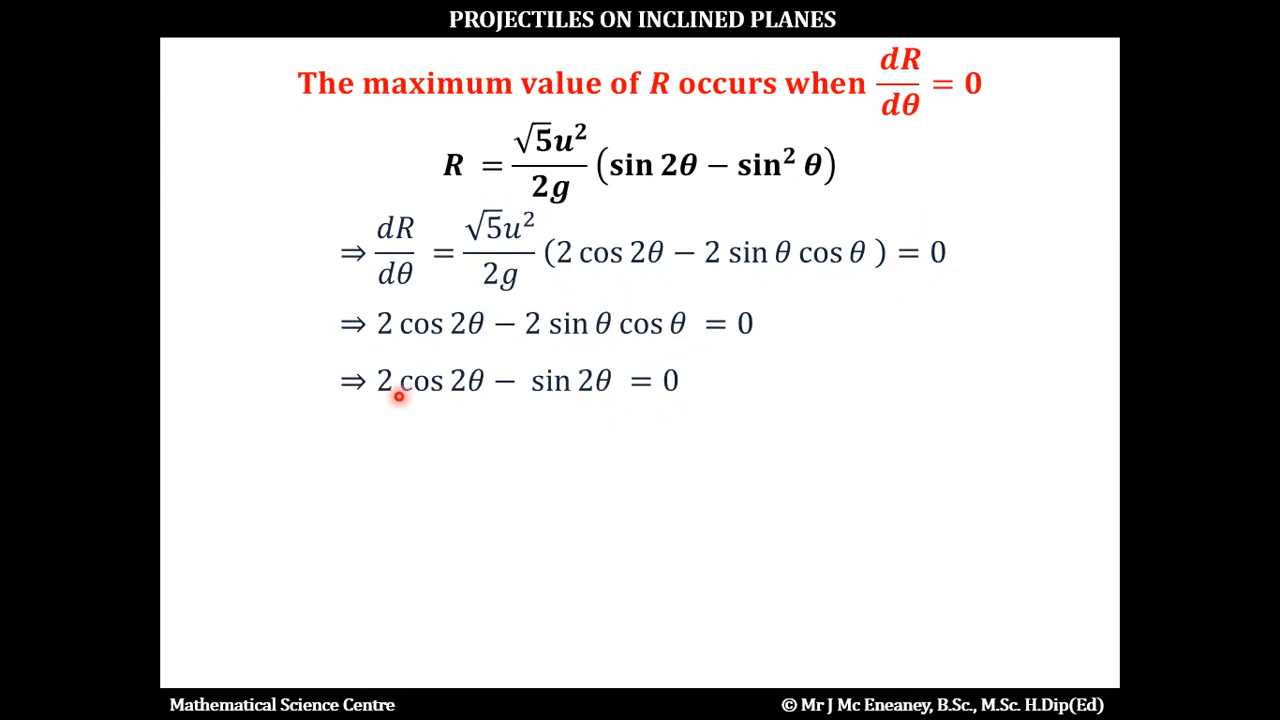 PROJECTILES ON INCLINED PLANES
The maximum value of R occurs when dR/dθ = 0
R = √5u²/2g (sin 2θ − sin² θ)
⇒ dR/dθ = √5u²/2g (2 cos 2θ − 2 sin θ cos θ ) = 0
⇒ 2 cos 2θ − 2 sin θ cos θ = 0
⇒ 2 cos 2θ − sin 2θ = 0
Mathematical Science Centre
© Mr J Mc Eneaney, B.Sc., M.Sc. H.Dip(Ed)